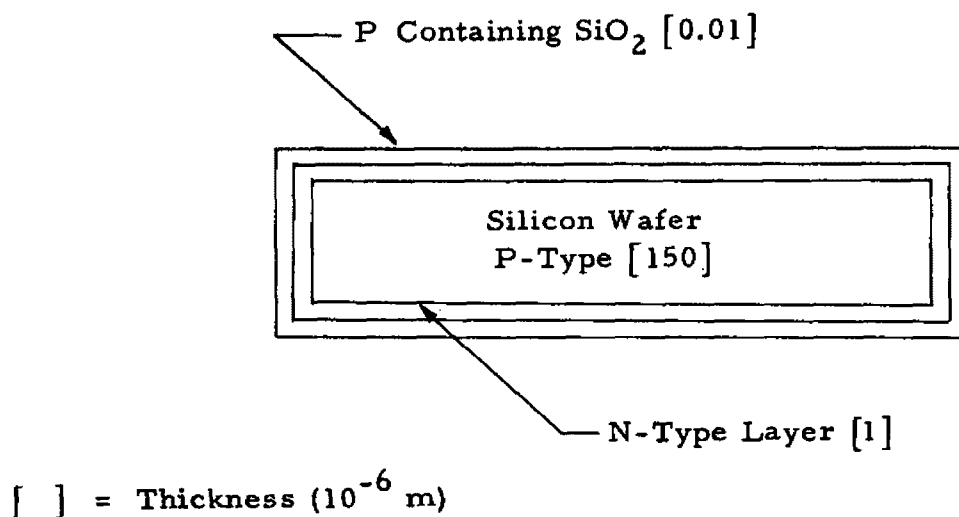 P Containing SiO₂ [0.01]
Silicon Wafer
P-Type [150]
N-Type Layer [1]
[ ] = Thickness (10⁻⁶ m)